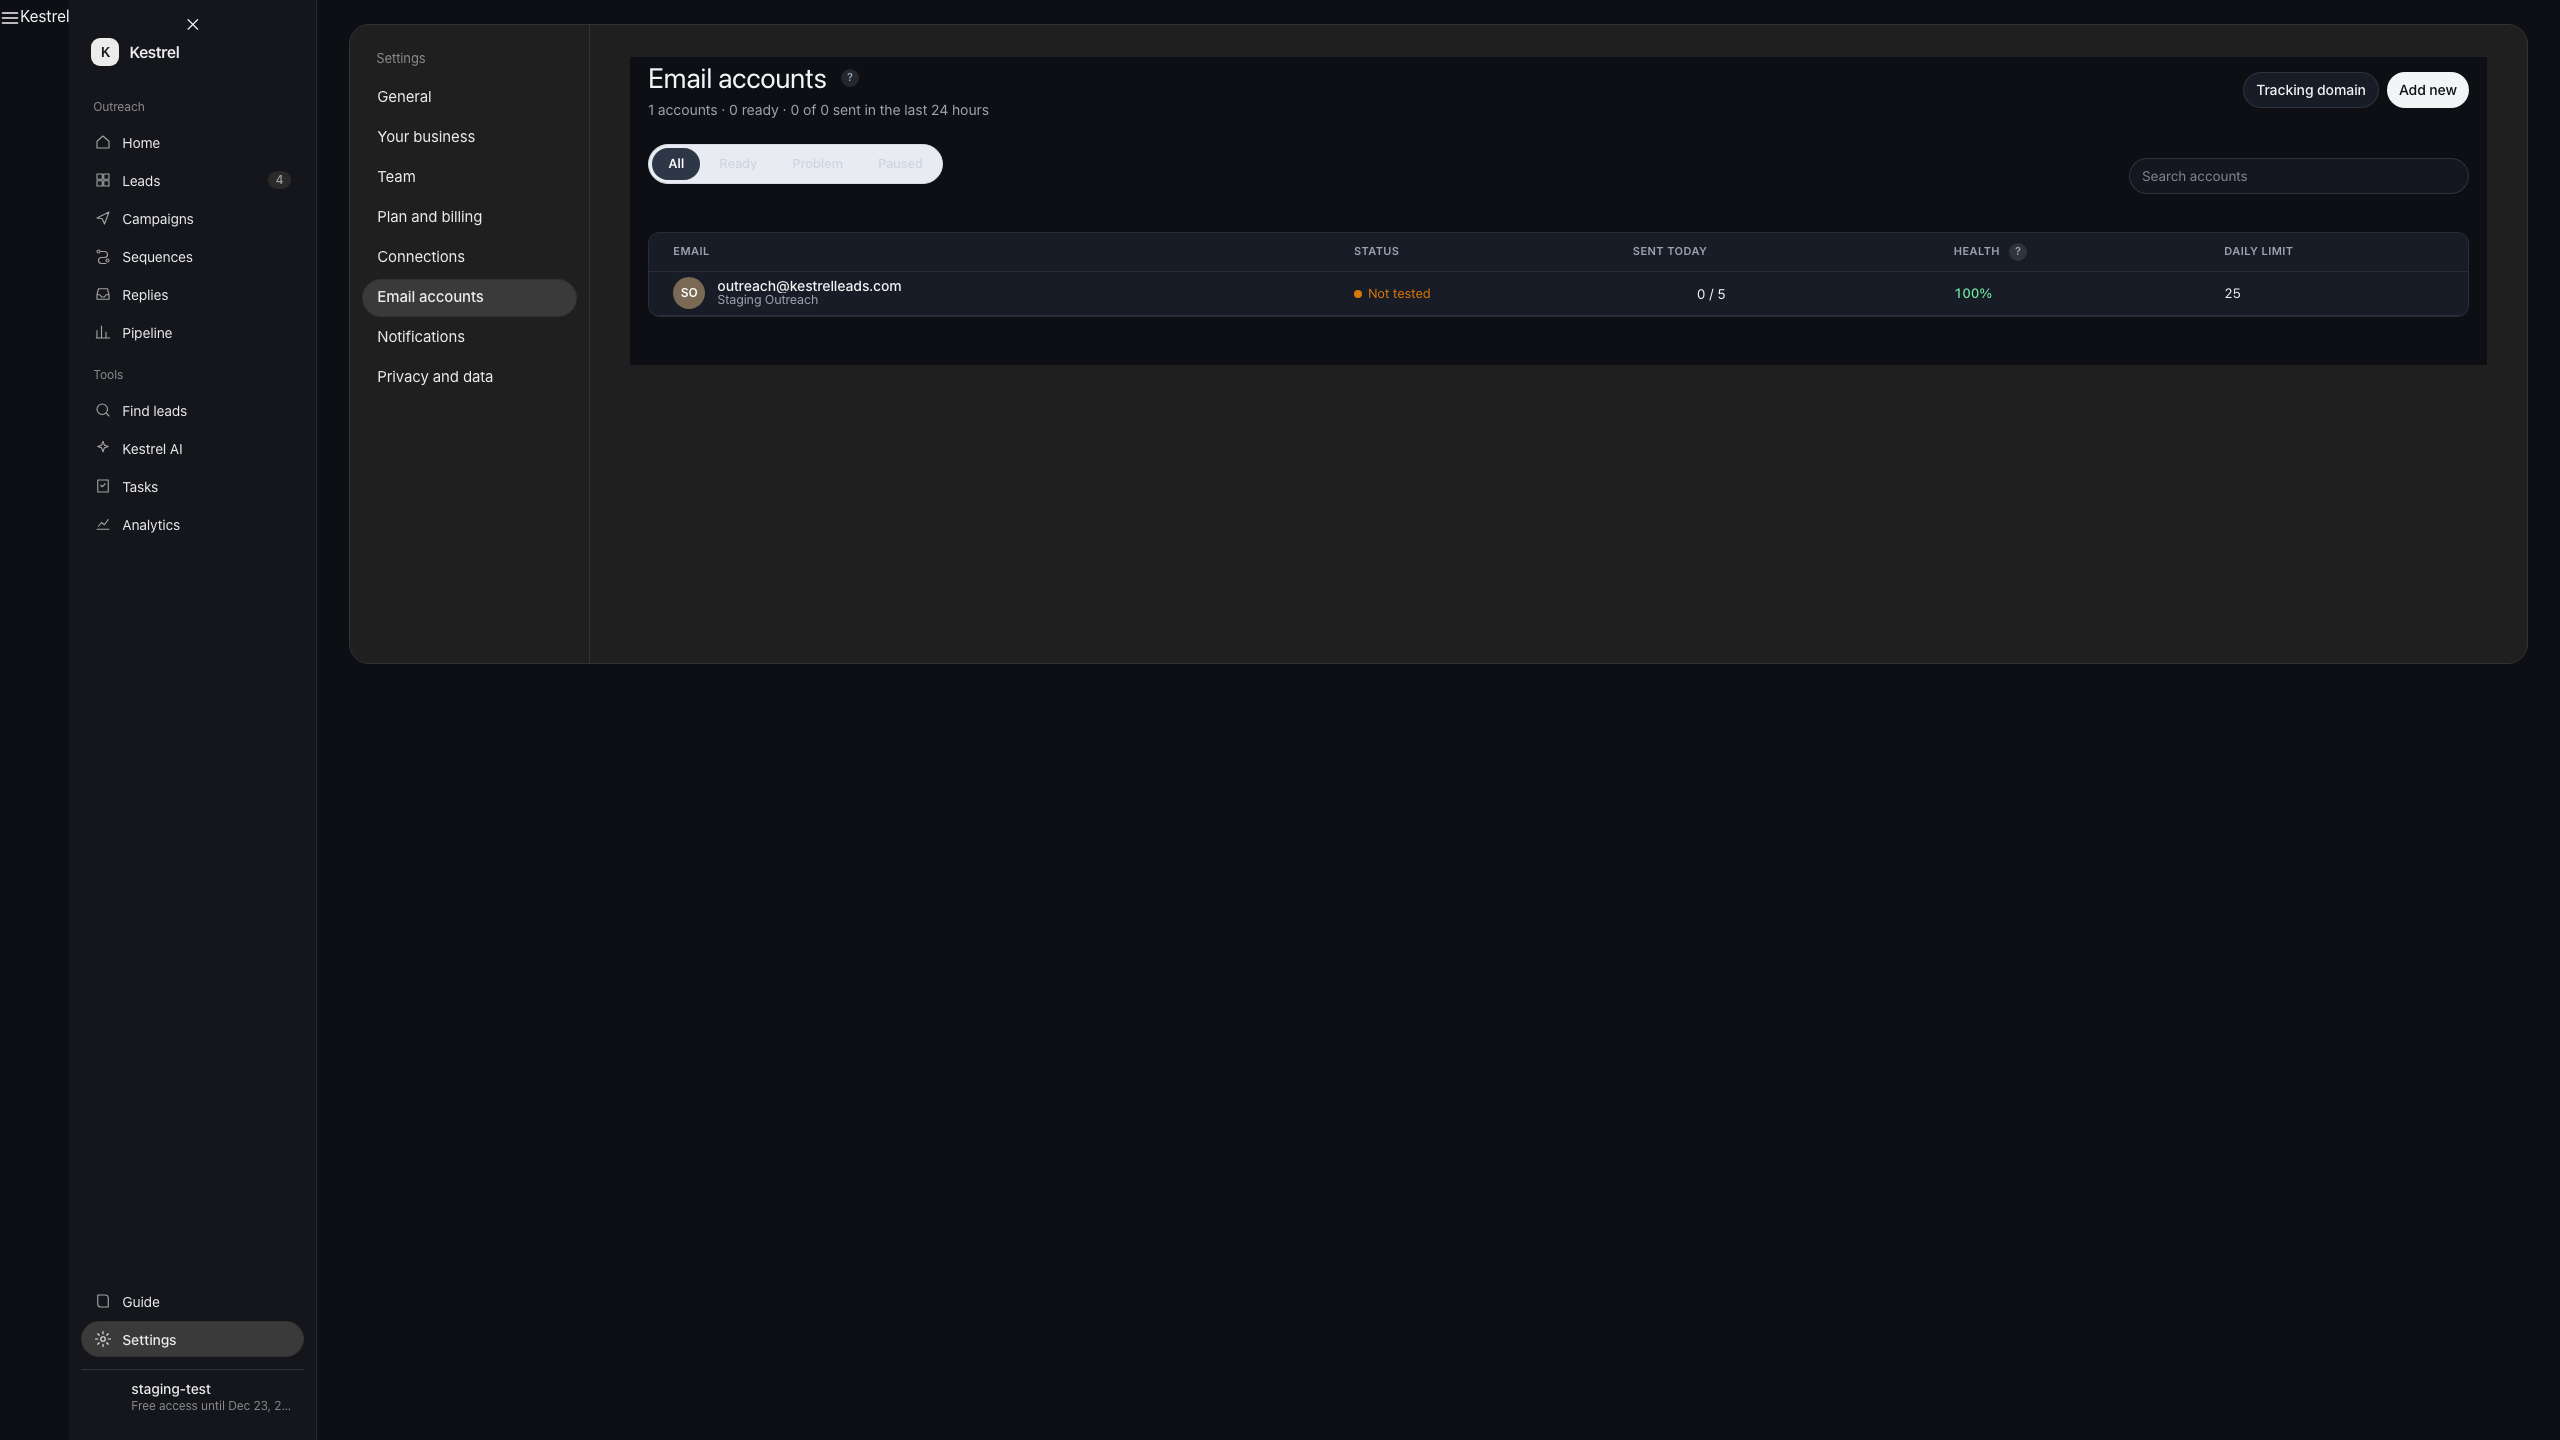 Kestrel
K Kestrel
Outreach
Home
Leads 4
Campaigns
Sequences
Replies
Pipeline
Tools
Find leads
Kestrel AI
Tasks
Analytics
Guide
Settings
staging-test
Free access until Dec 23, 2...
Settings
General
Your business
Team
Plan and billing
Connections
Email accounts
Notifications
Privacy and data
Email accounts ?
1 accounts · 0 ready · 0 of 0 sent in the last 24 hours
Tracking domain Add new
All Ready Problem Paused
Search accounts
EMAIL STATUS SENT TODAY HEALTH ? DAILY LIMIT
SO outreach@kestrelleads.com Not tested 0 / 5 100% 25
Staging Outreach